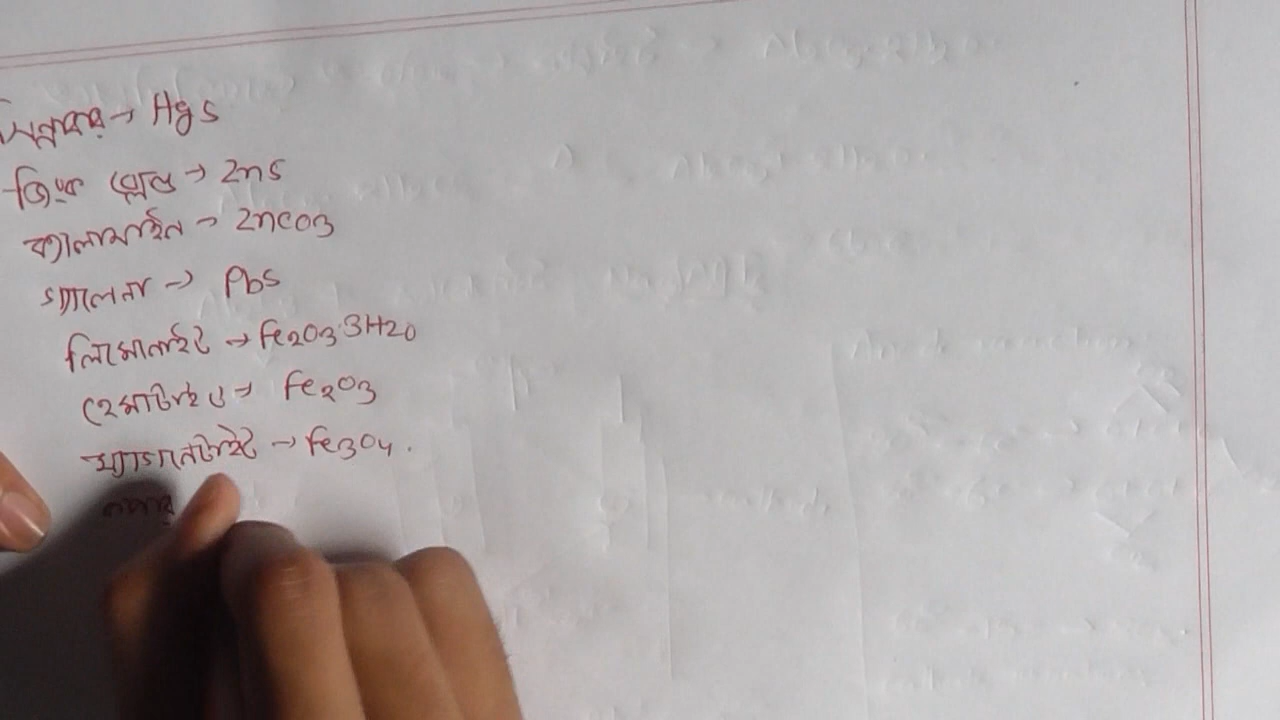 সিন্নাবার → HgS
জিংক ব্লেন্ড → ZnS
ক্যালামাইন → ZnCO3
গ্যালেনা → PbS
লিমোনাইট → Fe2O3·3H2O
হেমাটাইট → Fe2O3
ম্যাগনেটাইট → Fe3O4.